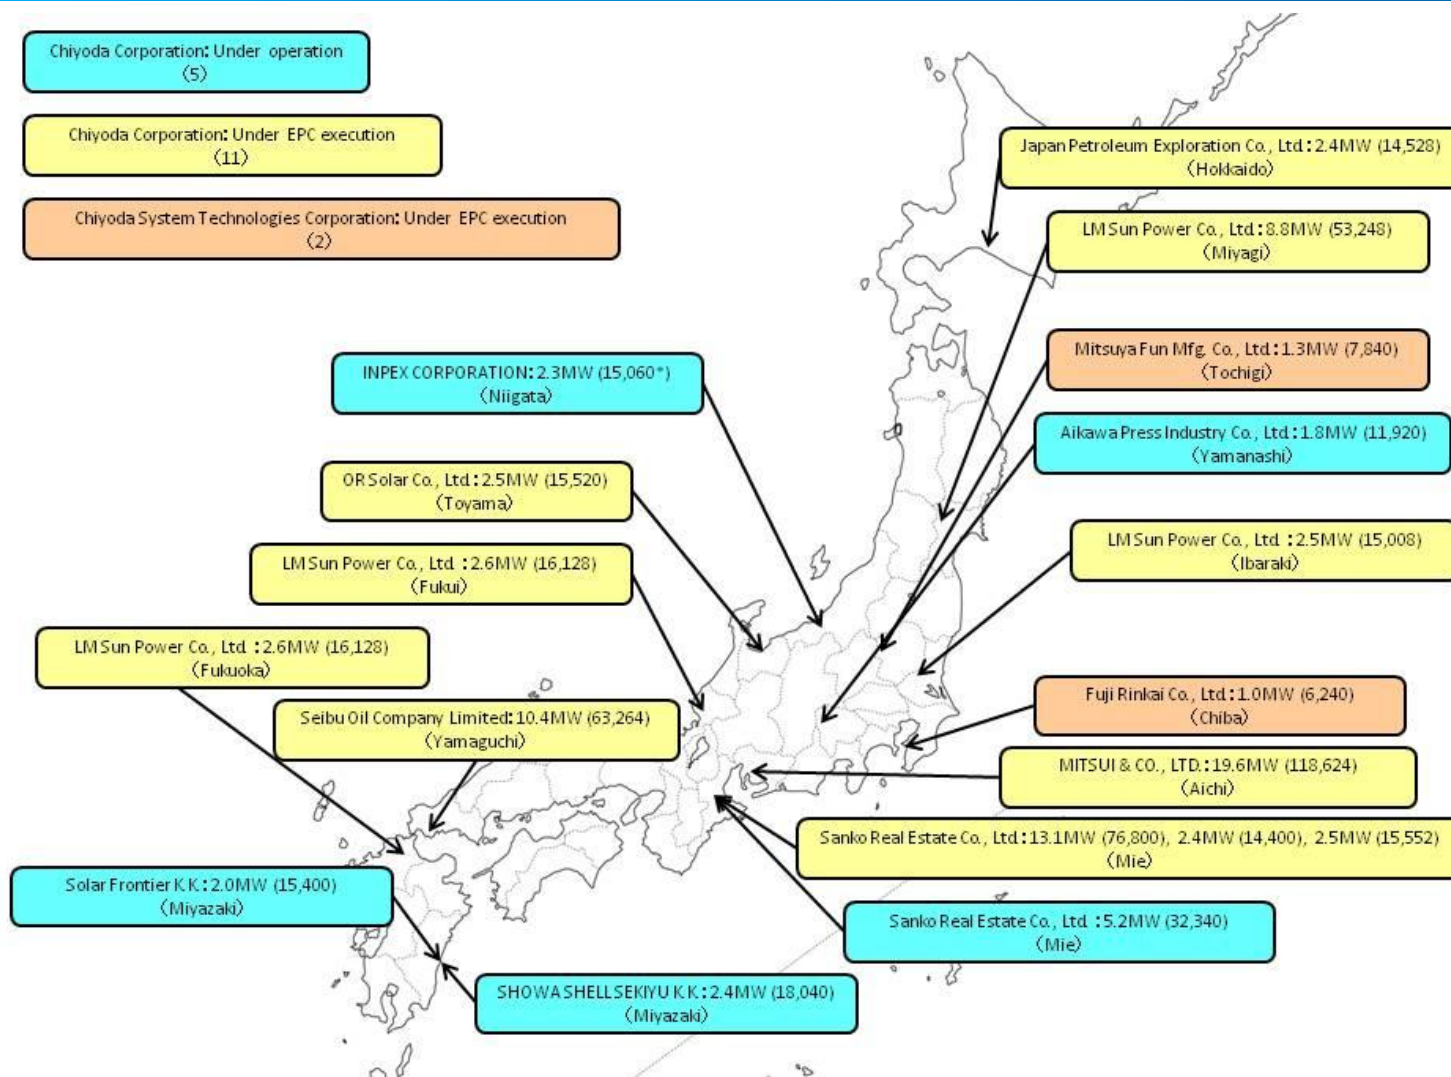 Chiyoda Corporation: Under operation
(5)
Chiyoda Corporation: Under EPC execution
(11)
Chiyoda System Technologies Corporation: Under EPC execution
(2)
Japan Petroleum Exploration Co., Ltd.: 2.4MW (14,528)
(Hokkaido)
LM Sun Power Co., Ltd.: 8.8MW (53,248)
(Miyagi)
Mitsuya Fun Mfg. Co., Ltd.: 1.3MW (7,840)
(Tochigi)
INPEX CORPORATION: 2.3MW (15,060*)
(Niigata)
Aikawa Press Industry Co., Ltd.: 1.8MW (11,920)
(Yamanashi)
OR Solar Co., Ltd.: 2.5MW (15,520)
(Toyama)
LM Sun Power Co., Ltd.: 2.5MW (15,008)
(Ibaraki)
LM Sun Power Co., Ltd. : 2.6MW (16,128)
(Fukui)
LM Sun Power Co., Ltd. : 2.6MW (16,128)
(Fukuoka)
Fuji Rinkai Co., Ltd.: 1.0MW (6,240)
(Chiba)
Seibu Oil Company Limited: 10.4MW (63,264)
(Yamaguchi)
MITSUI & CO., LTD.: 19.6MW (118,624)
(Aichi)
Sanko Real Estate Co., Ltd.: 13.1MW (76,800), 2.4MW (14,400), 2.5MW (15,552)
(Mie)
Solar Frontier K.K.: 2.0MW (15,400)
(Miyazaki)
Sanko Real Estate Co., Ltd. : 5.2MW (32,340)
(Mie)
SHOWA SHELL SEKIYU K.K.: 2.4MW (18,040)
(Miyazaki)